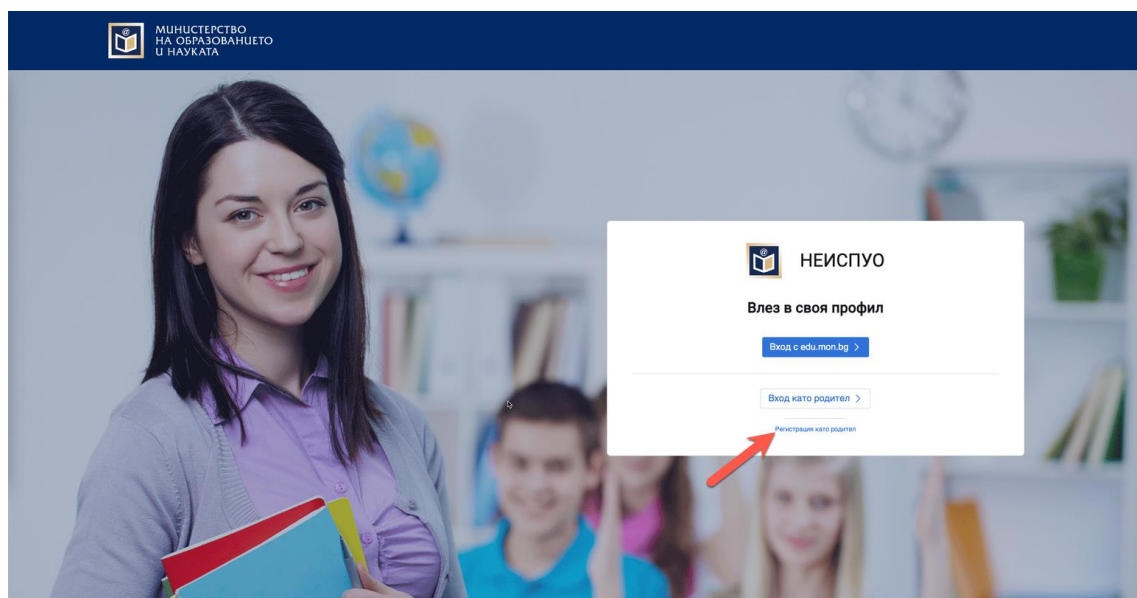 МИНИСТЕРСТВО
НА ОБРАЗОВАНИЕТО
И НАУКАТА
НЕИСПУО
Влез в своя профил
Вход с edu.mon.bg >
Вход като родител >
Регистрация като родител